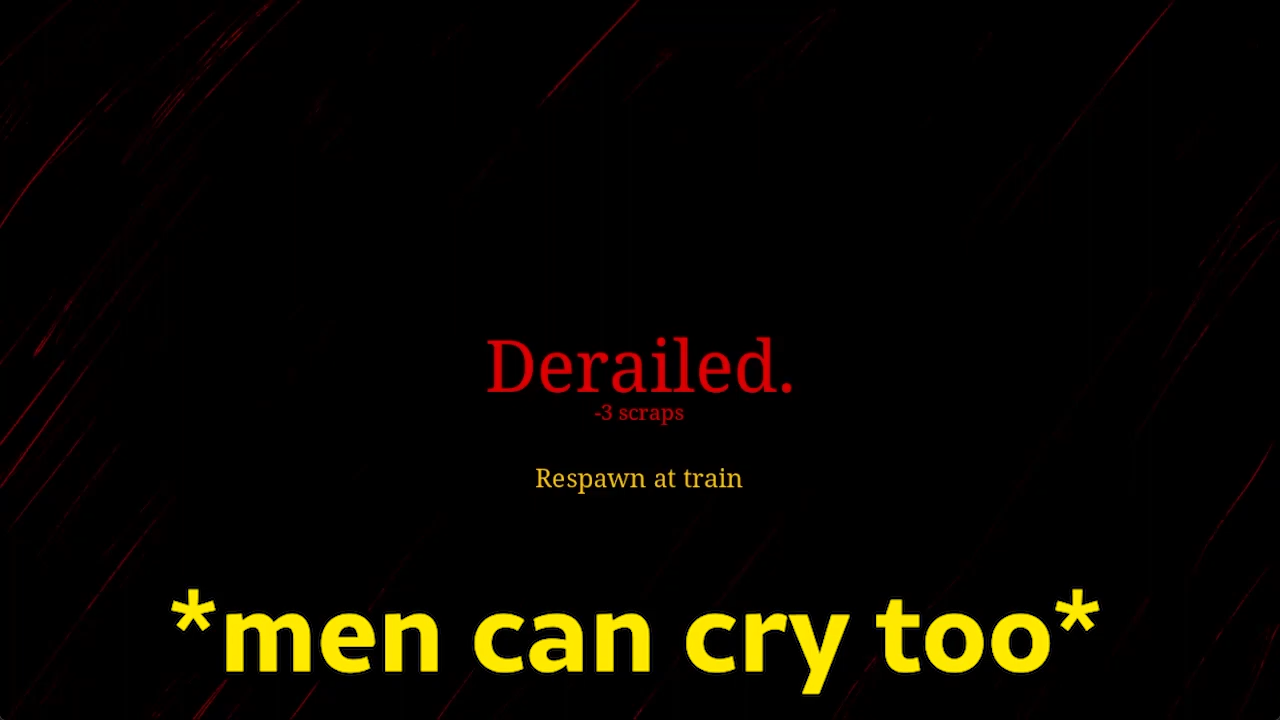 Derailed.
-3 scraps
Respawn at train
*men can cry too*